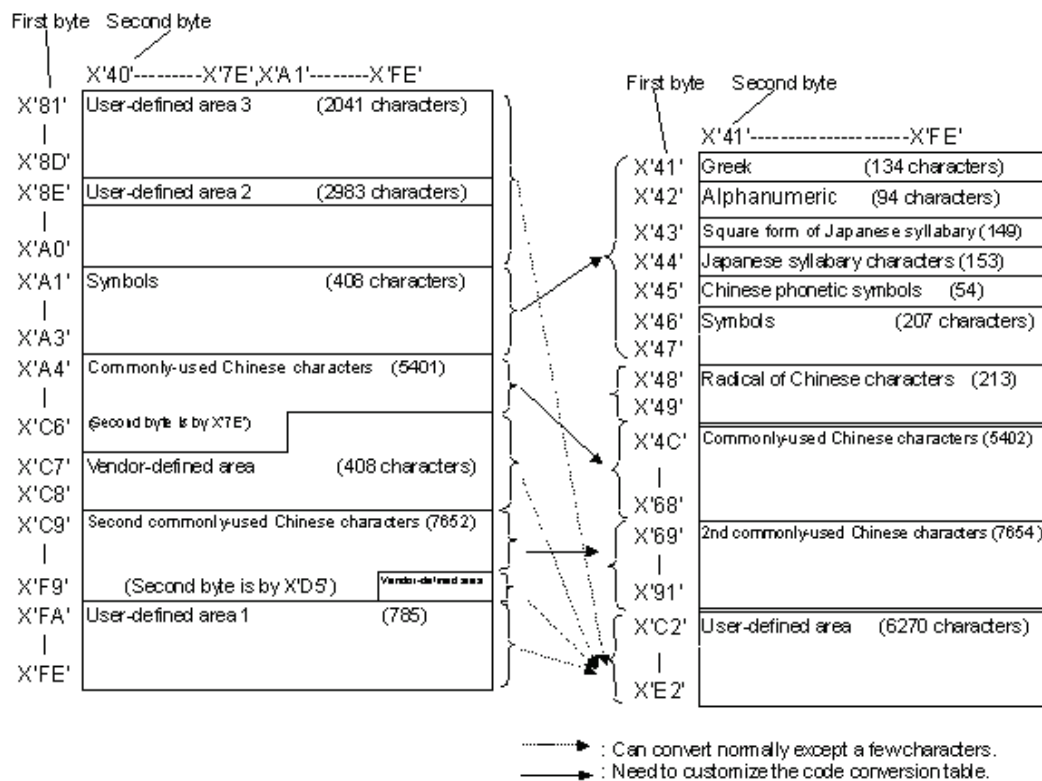 First byte Second byte
X'40'---------X'7E',X'A1'--------X'FE'
X'81' User-defined area 3 (2041 characters)
|
X'8D'
X'8E' User-defined area 2 (2983 characters)
|
X'A0'
X'A1' Symbols (408 characters)
|
X'A3'
X'A4' Commonly-used Chinese characters (5401)
|
X'C6' (Second byte is by X'7E')
X'C7' Vendor-defined area (408 characters)
X'C8'
X'C9' Second commonly-used Chinese characters (7652)
|
X'F9' (Second byte is by X'D5') Vendor-defined area
X'FA' User-defined area 1 (785)
|
X'FE'
First byte Second byte
X'41'---------------------X'FE'
X'41' Greek (134 characters)
X'42' Alphanumeric (94 characters)
X'43' Square form of Japanese syllabary (149)
X'44' Japanese syllabary characters (153)
X'45' Chinese phonetic symbols (54)
X'46' Symbols (207 characters)
X'47'
X'48' Radical of Chinese characters (213)
X'49'
X'4C' Commonly-used Chinese characters (5402)
|
X'68'
X'69' 2nd commonly-used Chinese characters (7654)
|
X'91'
X'C2' User-defined area (6270 characters)
|
X'E2'
: Can convert normally except a few characters.
: Need to customize the code conversion table.